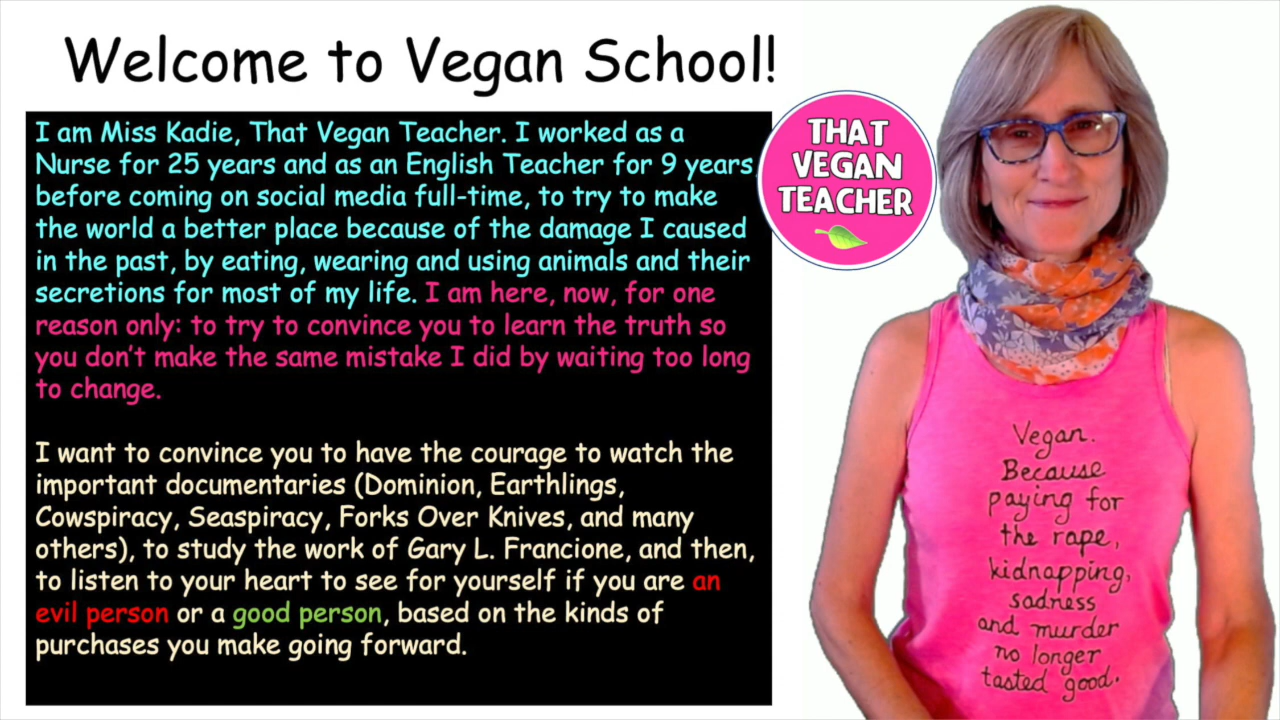 Welcome to Vegan School!
I am Miss Kadie, That Vegan Teacher. I worked as a
Nurse for 25 years and as an English Teacher for 9 years,
before coming on social media full-time, to try to make
the world a better place because of the damage I caused
in the past, by eating, wearing and using animals and their
secretions for most of my life. I am here, now, for one
reason only: to try to convince you to learn the truth so
you don't make the same mistake I did by waiting too long
to change.
I want to convince you to have the courage to watch the
important documentaries (Dominion, Earthlings,
Cowspiracy, Seaspiracy, Forks Over Knives, and many
others), to study the work of Gary L. Francione, and then,
to listen to your heart to see for yourself if you are an
evil person or a good person, based on the kinds of
purchases you make going forward.
THAT
VEGAN
TEACHER
Vegan.
Because
paying for
the rape,
kidnapping,
sadness
and murder
no longer
tasted good.